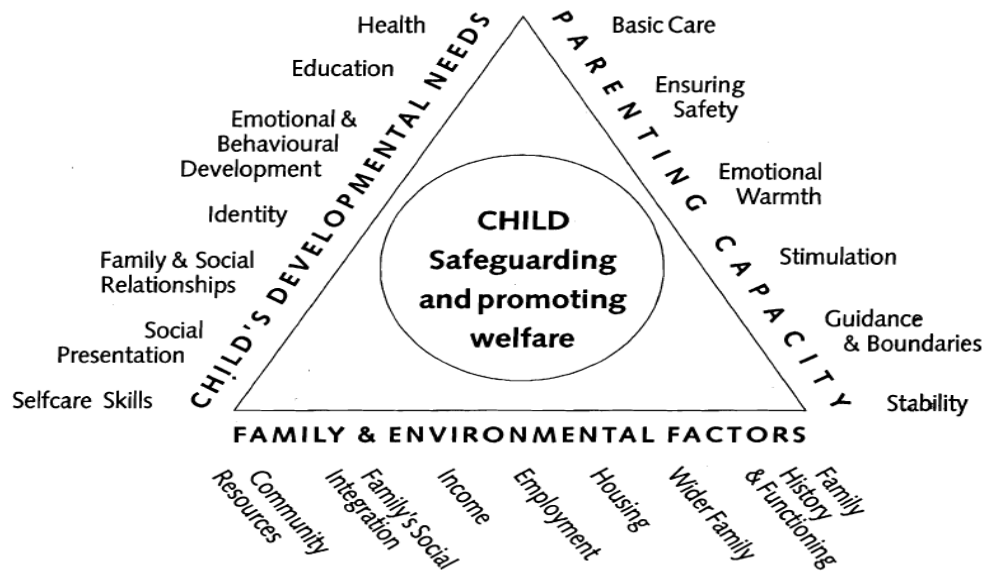 Health
Education
Emotional &
Behavioural
Development
Identity
Family & Social
Relationships
Social
Presentation
Selfcare Skills
CHILD'S DEVELOPMENTAL NEEDS
PARENTING CAPACITY
Basic Care
Ensuring
Safety
Emotional
Warmth
Stimulation
Guidance
& Boundaries
Stability
CHILD
Safeguarding
and promoting
welfare
FAMILY & ENVIRONMENTAL FACTORS
Community
Resources
Family's Social
Integration
Income
Employment
Housing
Wider Family
Family
History
& Functioning